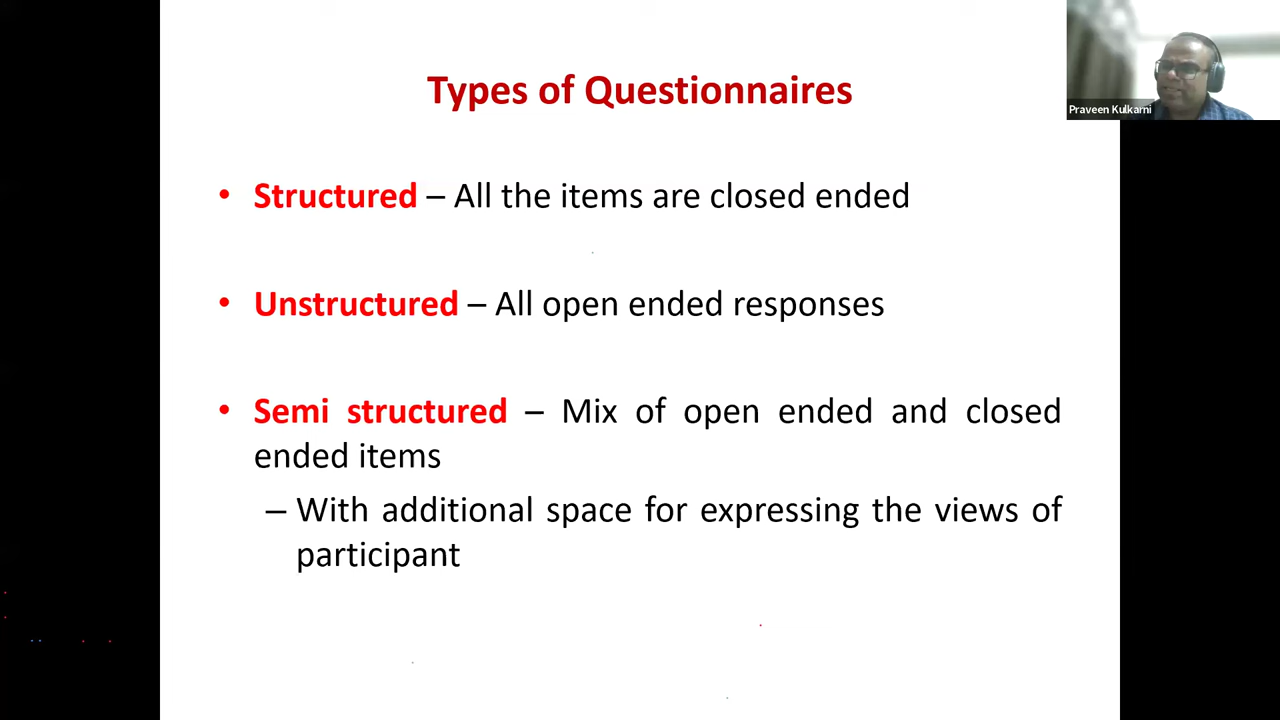 Types of Questionnaires
Praveen Kulkarni
• Structured – All the items are closed ended
• Unstructured – All open ended responses
• Semi structured – Mix of open ended and closed
ended items
– With additional space for expressing the views of
participant